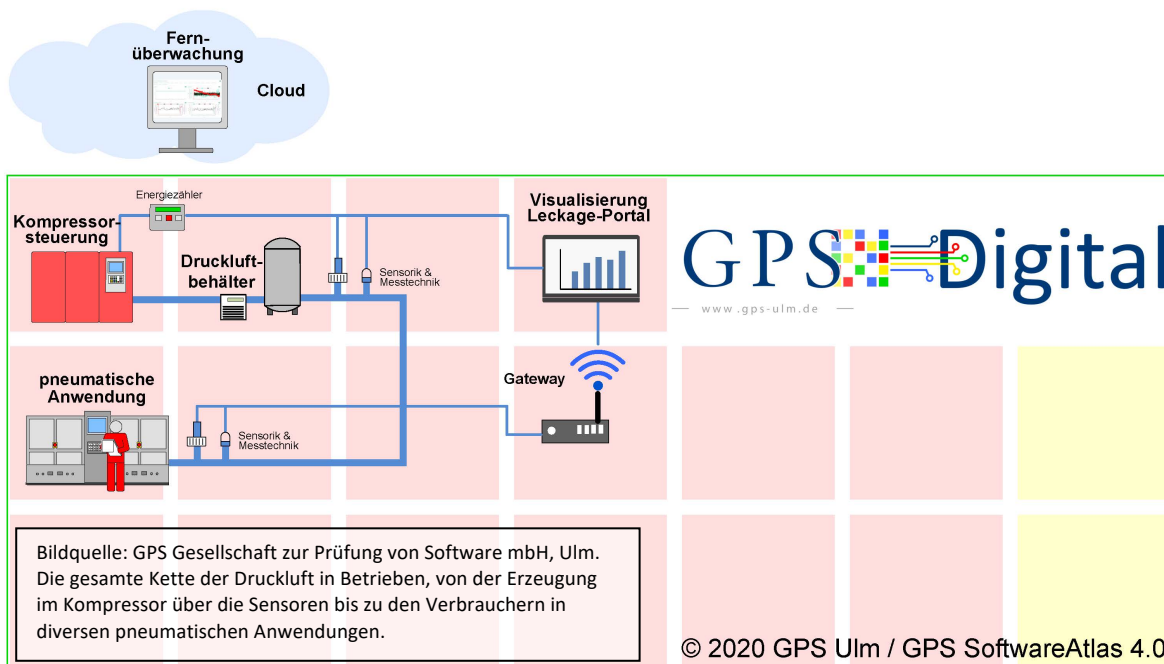 Fern-
überwachung
Cloud
Energiezähler
Kompressor-
steuerung
Druckluft-
behälter
Sensorik &
Messtechnik
Visualisierung
Leckage-Portal
GPS Digital
www.gps-ulm.de
pneumatische
Anwendung
Sensorik &
Messtechnik
Gateway
Bildquelle: GPS Gesellschaft zur Prüfung von Software mbH, Ulm.
Die gesamte Kette der Druckluft in Betrieben, von der Erzeugung
im Kompressor über die Sensoren bis zu den Verbrauchern in
diversen pneumatischen Anwendungen.
© 2020 GPS Ulm / GPS SoftwareAtlas 4.0